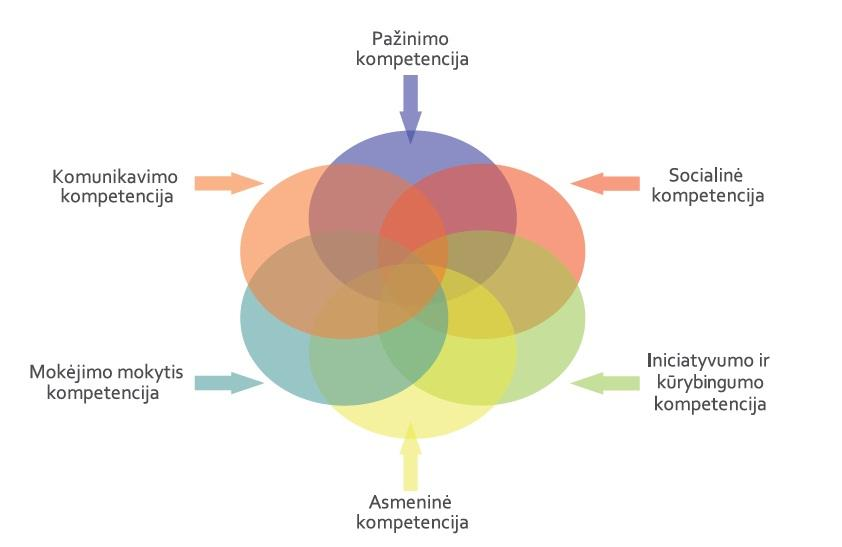 Pažinimo
kompetencija
Komunikavimo
kompetencija
Socialinė
kompetencija
Mokėjimo mokytis
kompetencija
Iniciatyvumo ir
kūrybingumo
kompetencija
Asmeninė
kompetencija